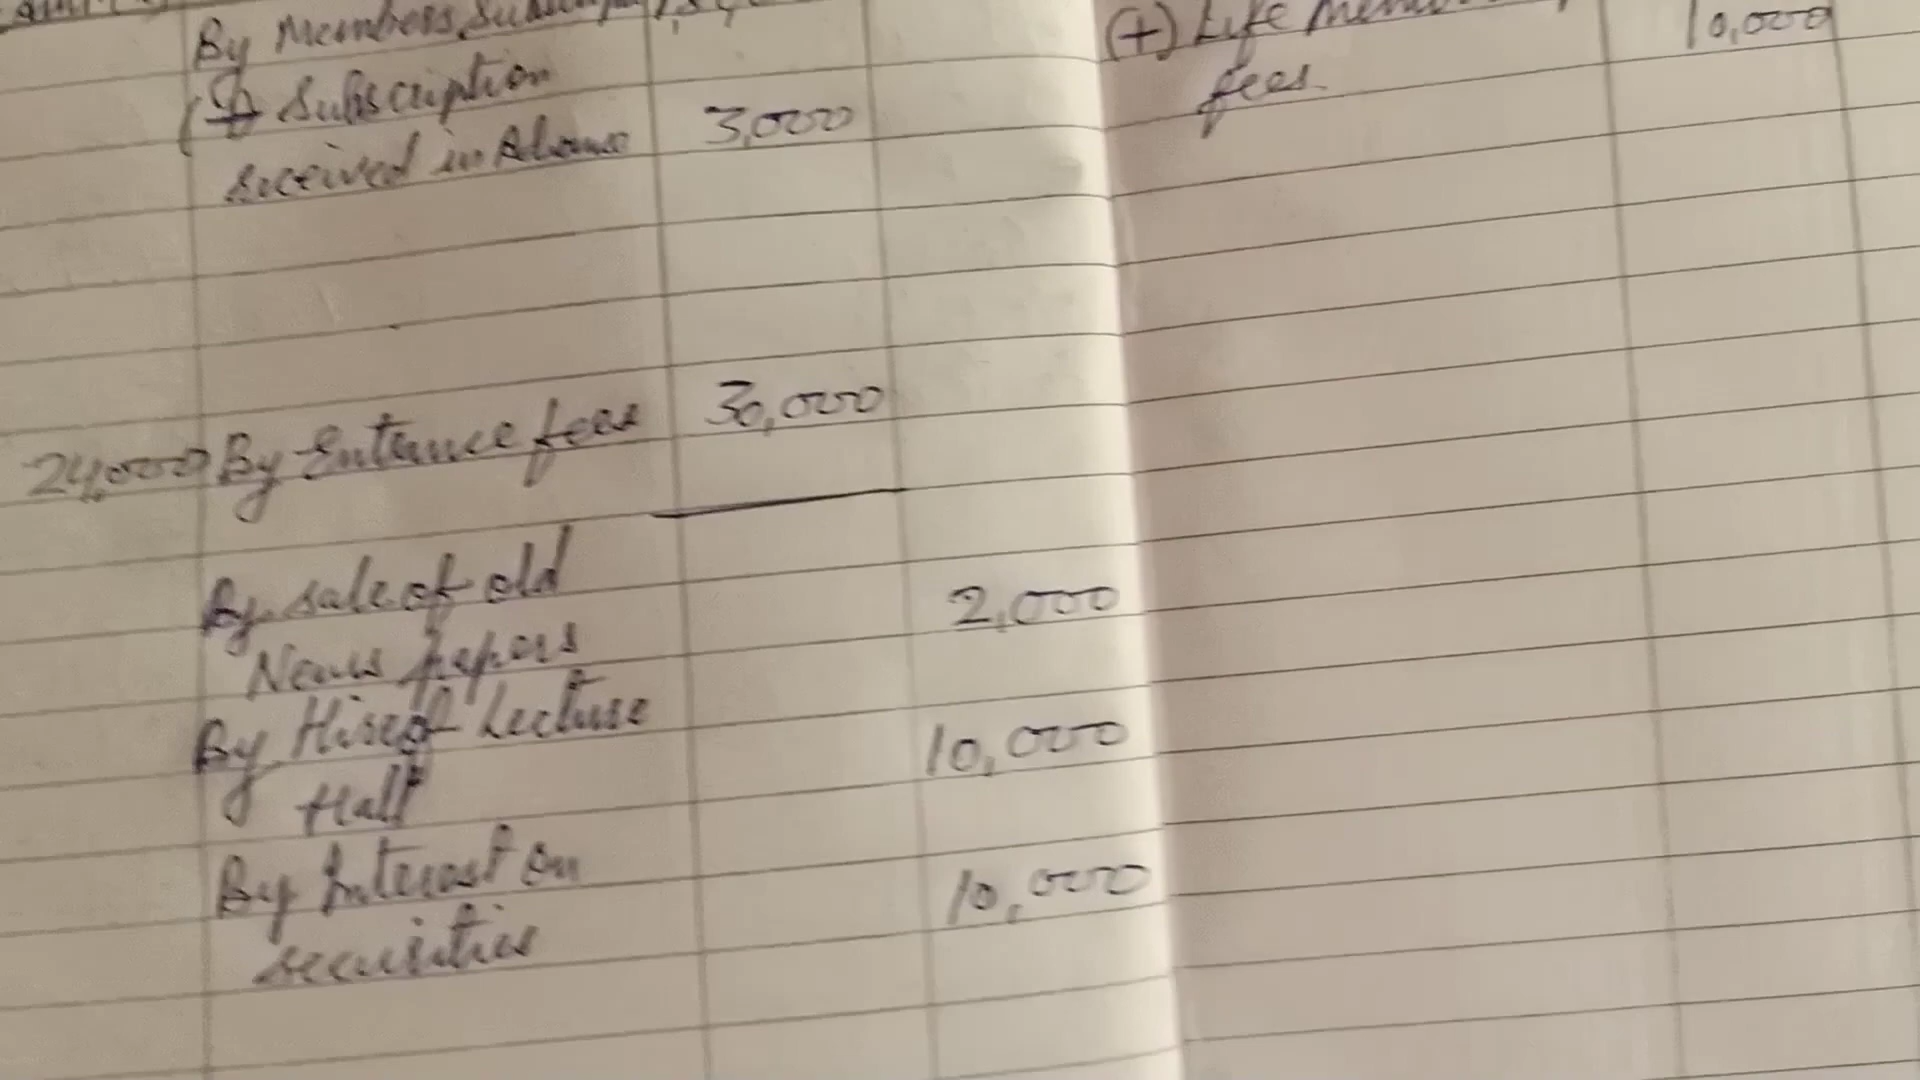 By Members Subscrip
(+) Subscription
received in Advance 3,000
24,000 By Entrance fees 30,000
By sale of old
News papers 2,000
By Hire of Lecture
Hall 10,000
By Interest on
securities 10,000
(+) Life Mem 10,000
fees.